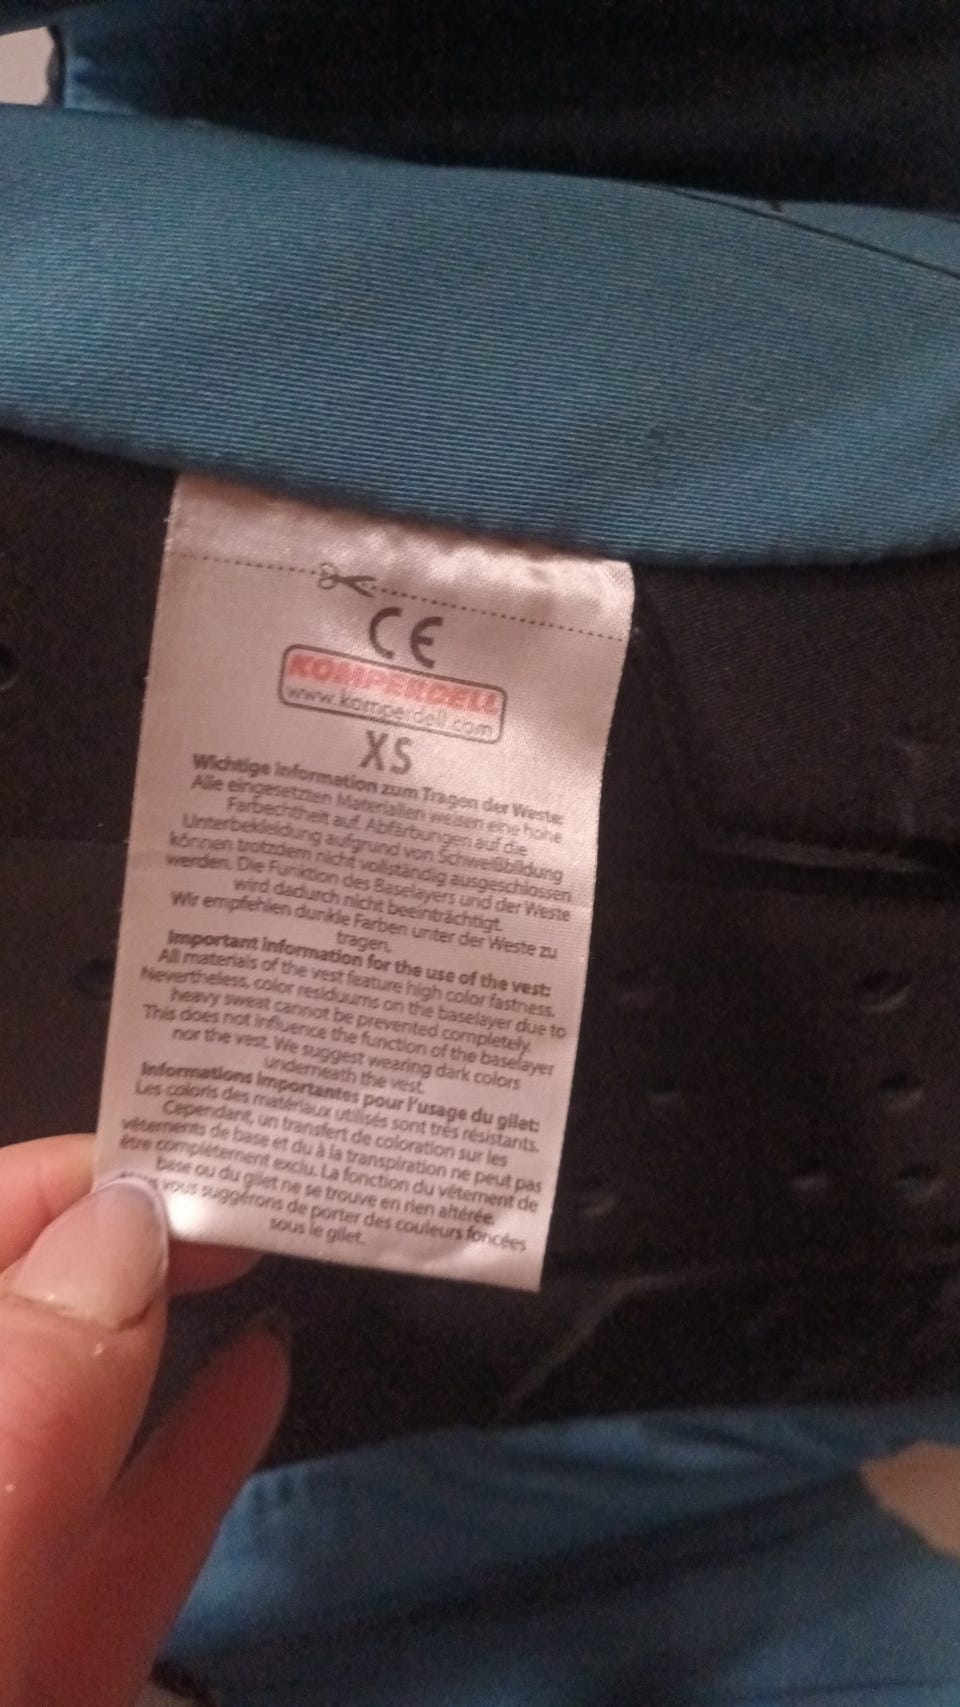 CE
KOMPERDELL
www.komperdell.com
XS
Wichtige Information zum Tragen der Weste:
Alle eingesetzten Materialien weisen eine hohe
Farbechtheit auf. Abfärbungen auf die
Unterbekleidung aufgrund von Schweißbildung
können trotzdem nicht vollständig ausgeschlossen
werden. Die Funktion des Baselayers und der Weste
wird dadurch nicht beeinträchtigt.
Wir empfehlen dunkle Farben unter der Weste zu
tragen.
Important information for the use of the vest:
All materials of the vest feature high color fastness.
Nevertheless, color residuums on the baselayer due to
heavy sweat cannot be prevented completely.
This does not influence the function of the baselayer
nor the vest. We suggest wearing dark colors
underneath the vest.
Informations importantes pour l'usage du gilet:
Les coloris des matériaux utilisés sont très résistants.
Cependant, un transfert de coloration sur les
vêtements de base et du à la transpiration ne peut pas
être complètement exclu. La fonction du vêtement de
base ou du gilet ne se trouve en rien altérée.
vous suggérons de porter des couleurs foncées
sous le gilet.